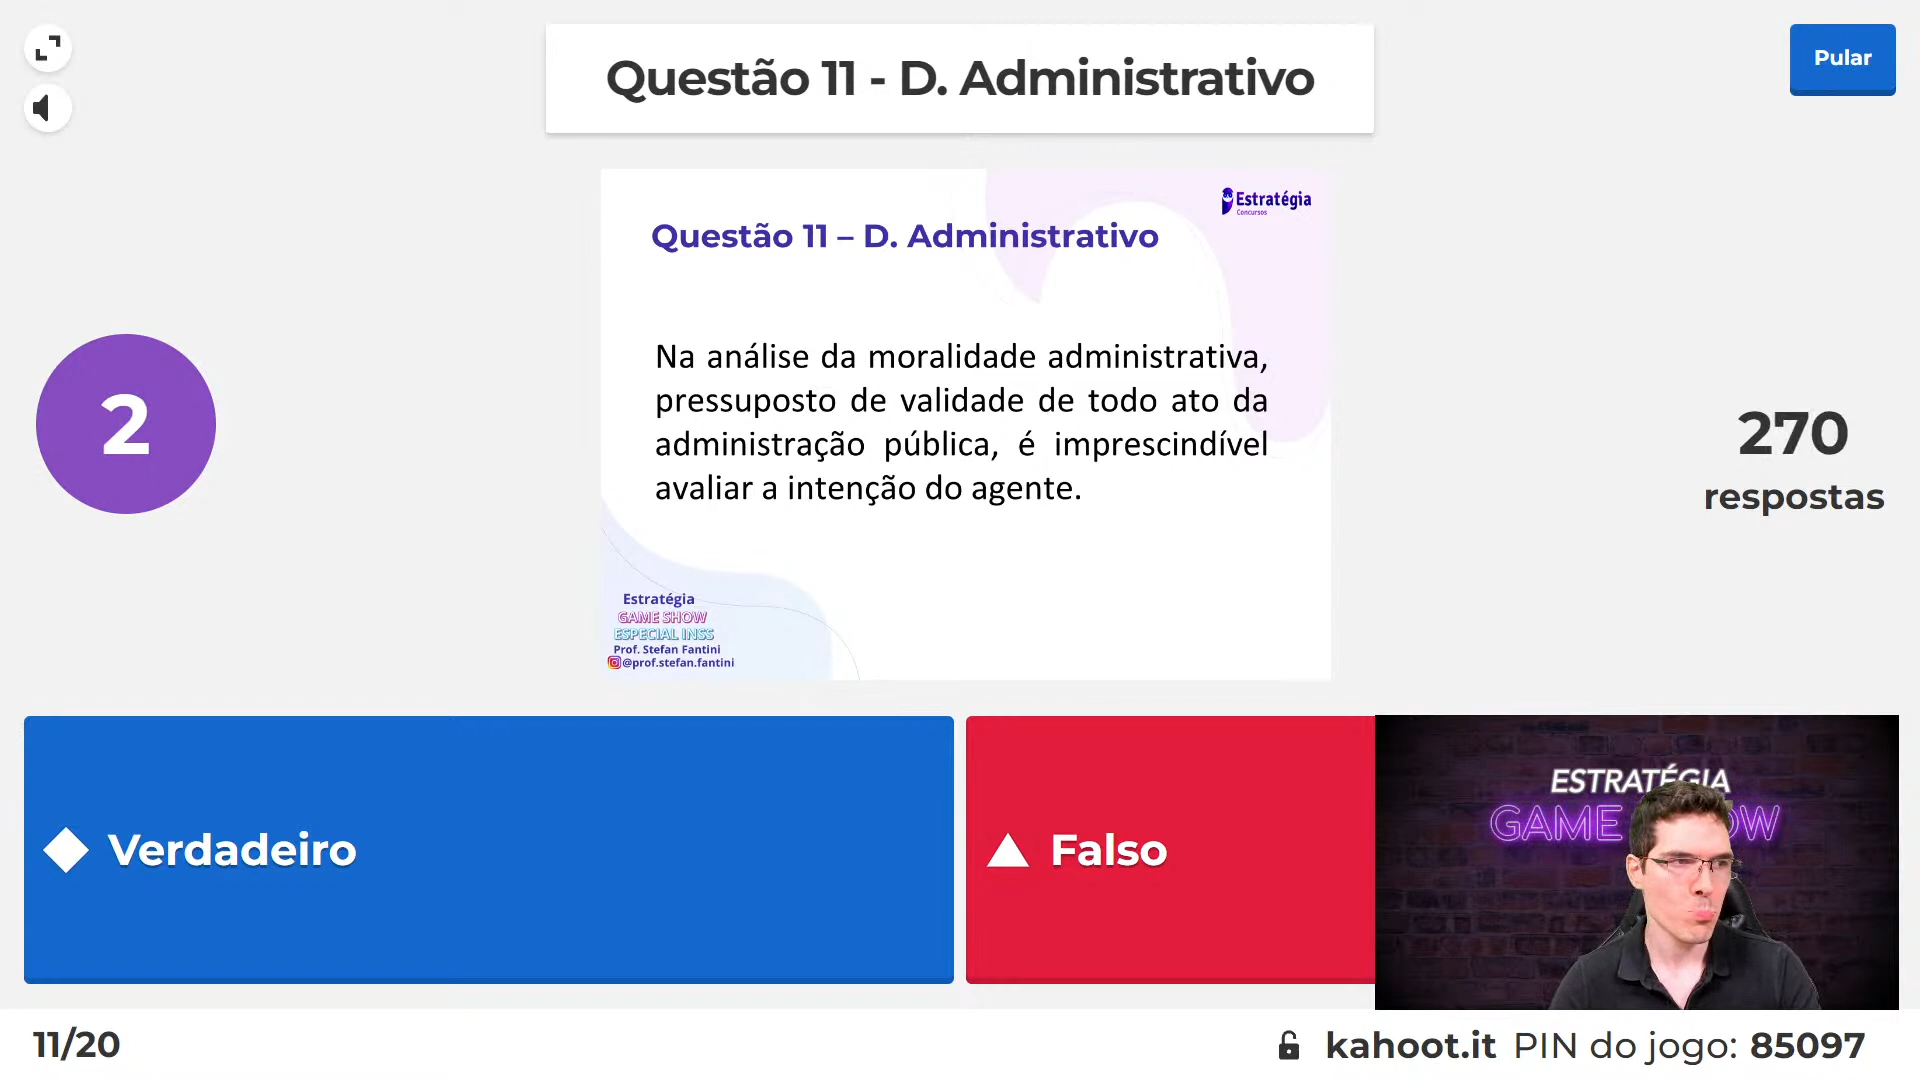 Questão 11 - D. Administrativo
Pular
Estratégia
Concursos
Questão 11 – D. Administrativo
Na análise da moralidade administrativa,
pressuposto de validade de todo ato da
administração pública, é imprescindível
avaliar a intenção do agente.
2
270
respostas
Estratégia
GAME SHOW
ESPECIAL INSS
Prof. Stefan Fantini
@prof.stefan.fantini
Verdadeiro
Falso
ESTRATÉGIA
GAME SHOW
11/20
kahoot.it PIN do jogo: 85097